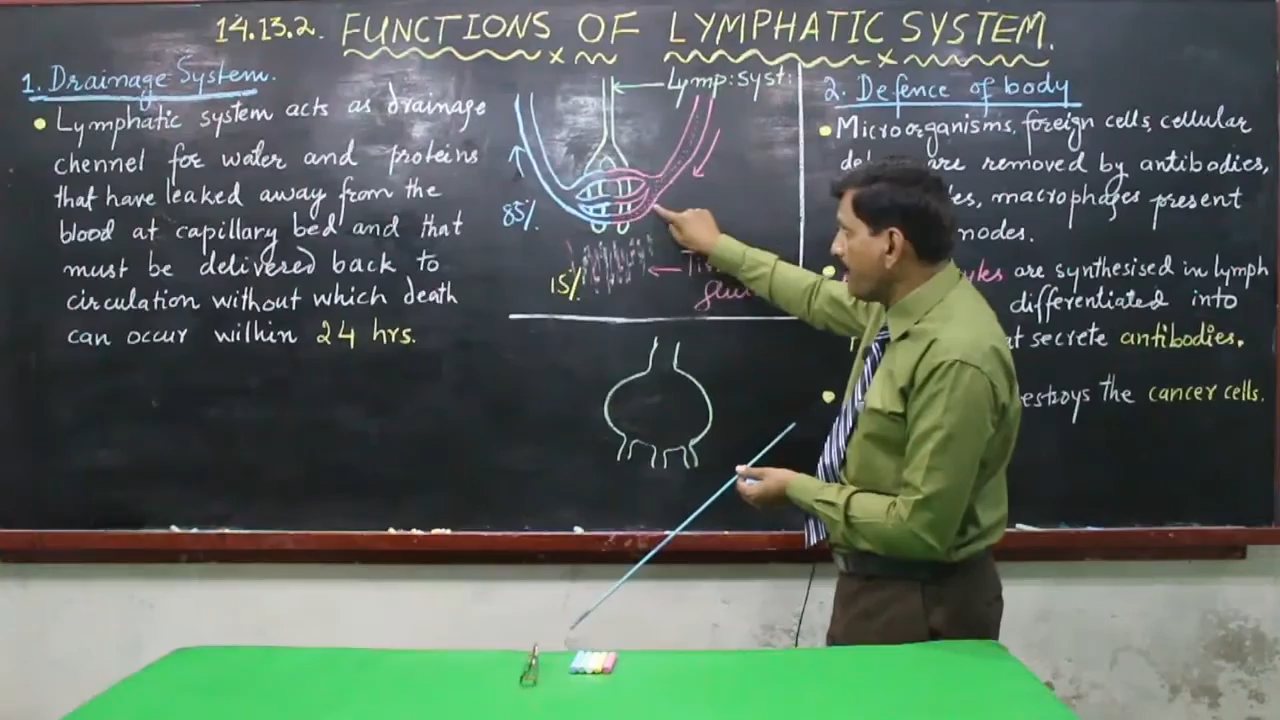 14.13.2. FUNCTIONS OF LYMPHATIC SYSTEM.
1. Drainage System.
Lymphatic system acts as drainage
chennel for water and proteins
that have leaked away from the
blood at capillary bed and that
must be delivered back to
circulation without which death
can occur within 24 hrs.
Lymp: syst:
85%
15%
2. Defence of body
Microorganisms, foreign cells, cellular
are removed by antibodies,
macrophages present
nodes.
are synthesised in lymph
differentiated into
secrete antibodies.
the cancer cells.